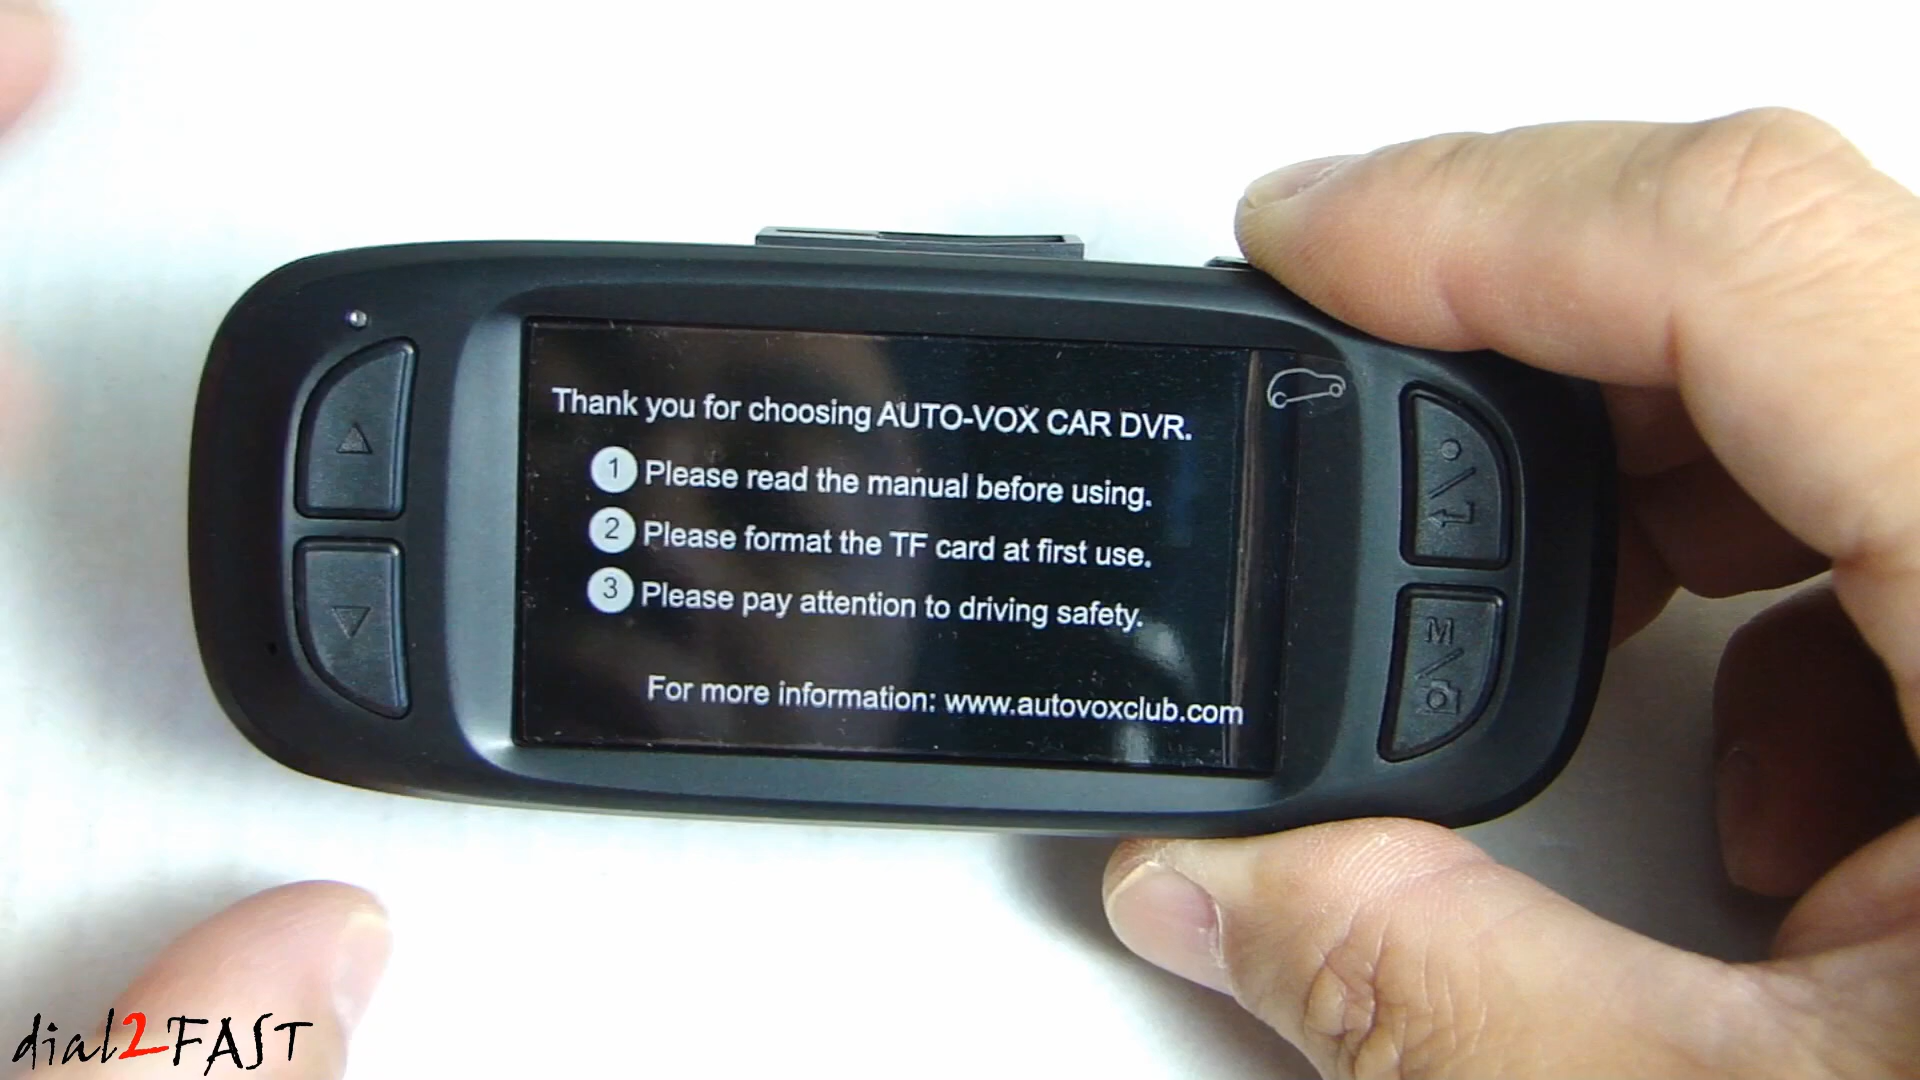 Thank you for choosing AUTO-VOX CAR DVR.
1 Please read the manual before using.
2 Please format the TF card at first use.
3 Please pay attention to driving safety.
For more information: www.autovoxclub.com
M
dial2FAST